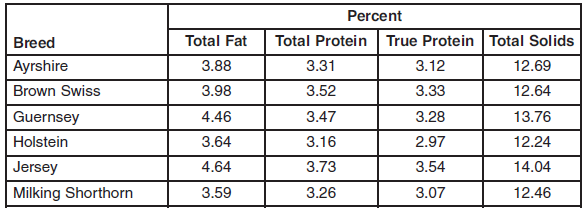 Percent
Breed Total Fat Total Protein True Protein Total Solids
Ayrshire 3.88 3.31 3.12 12.69
Brown Swiss 3.98 3.52 3.33 12.64
Guernsey 4.46 3.47 3.28 13.76
Holstein 3.64 3.16 2.97 12.24
Jersey 4.64 3.73 3.54 14.04
Milking Shorthorn 3.59 3.26 3.07 12.46